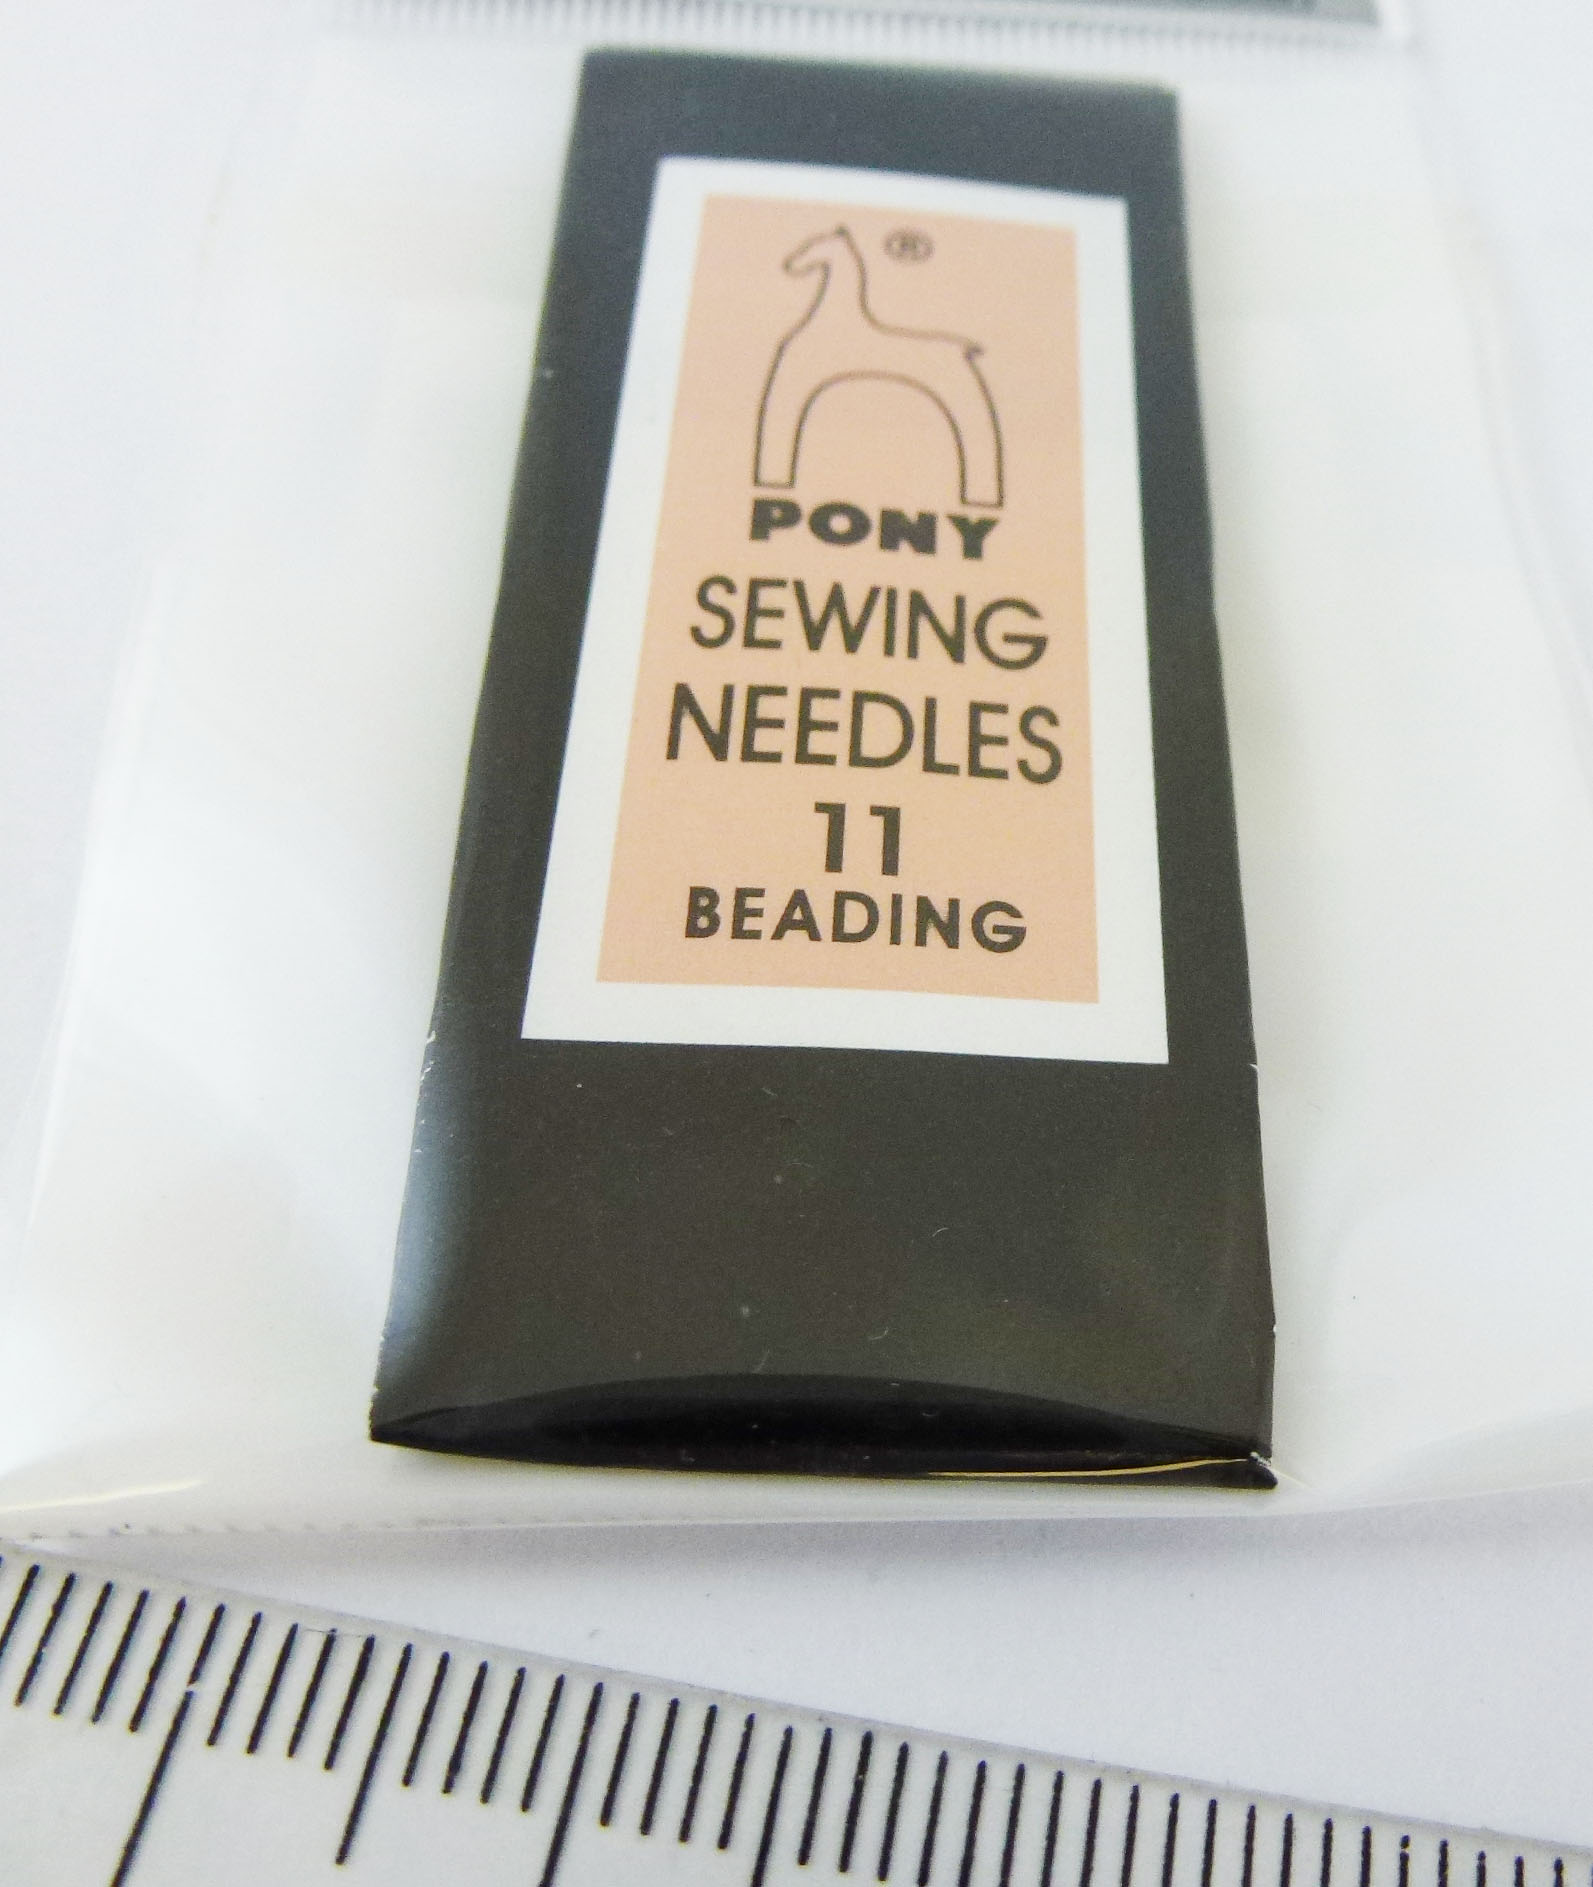 ®
PONY
SEWING
NEEDLES
11
BEADING